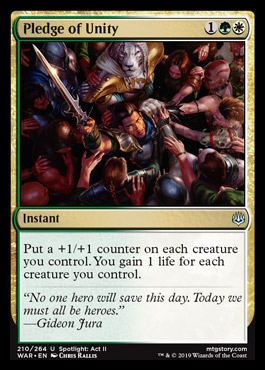 Pledge of Unity 1
Instant
Put a +1/+1 counter on each creature
you control. You gain 1 life for each
creature you control.
“No one hero will save this day. Today we
must all be heroes.”
—Gideon Jura
210/264 U Spotlight: Act II mtgstory.com
WAR • EN Chris Rallis ™ & © 2019 Wizards of the Coast